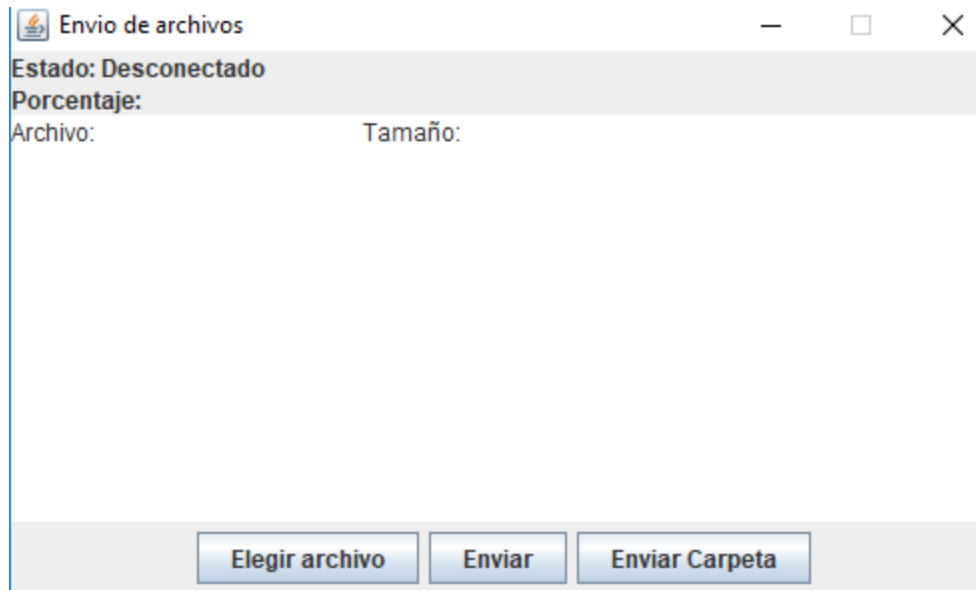 Envio de archivos
Estado: Desconectado
Porcentaje:
Archivo: Tamaño:
Elegir archivo Enviar Enviar Carpeta